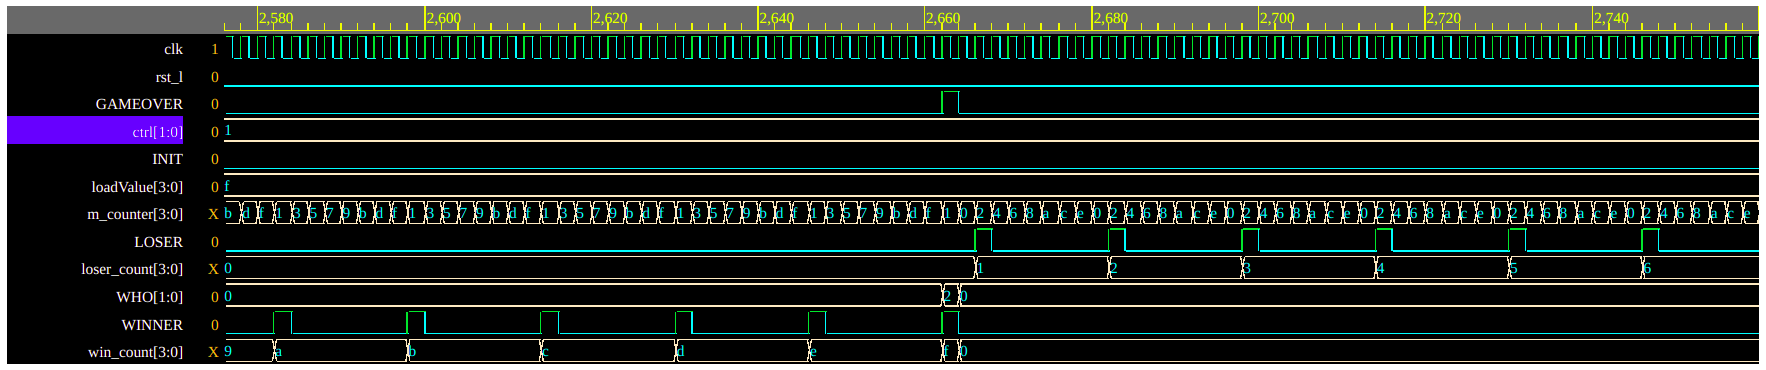 2,580 2,600 2,620 2,640 2,660 2,680 2,700 2,720 2,740
clk 1
rst_l 0
GAMEOVER 0
ctrl[1:0] 0 1
INIT 0
loadValue[3:0] 0 f
m_counter[3:0] X b d f 1 3 5 7 9 b d f 1 3 5 7 9 b d f 1 3 5 7 9 b d f 1 3 5 7 9 b d f 1 3 5 7 9 b d f 1 0 2 4 6 8 a c e 0 2 4 6 8 a c e 0 2 4 6 8 a c e 0 2 4 6 8 a c e 0 2 4 6 8 a c e 0 2 4 6 8 a c e
LOSER 0
loser_count[3:0] X 0 1 2 3 4 5 6
WHO[1:0] 0 0 2 0
WINNER 0
win_count[3:0] X 9 a b c d e f 0